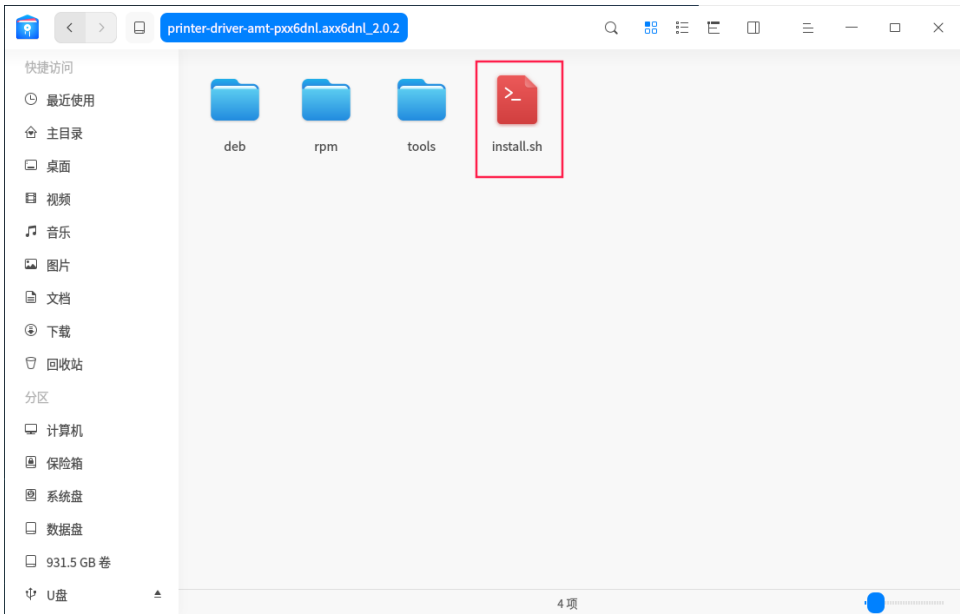 printer-driver-amt-pxx6dnl.axx6dnl_2.0.2
快捷访问
最近使用
主目录
桌面
视频
音乐
图片
文档
下载
回收站
分区
计算机
保险箱
系统盘
数据盘
931.5 GB 卷
U盘
deb
rpm
tools
>_
install.sh
4 项